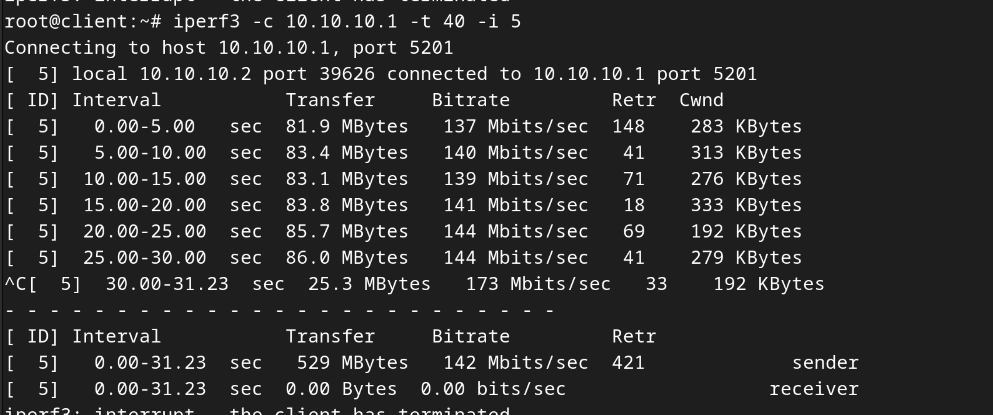 root@client:~# iperf3 -c 10.10.10.1 -t 40 -i 5
Connecting to host 10.10.10.1, port 5201
[  5] local 10.10.10.2 port 39626 connected to 10.10.10.1 port 5201
[ ID] Interval           Transfer     Bitrate         Retr  Cwnd
[  5]   0.00-5.00   sec  81.9 MBytes   137 Mbits/sec  148    283 KBytes
[  5]   5.00-10.00  sec  83.4 MBytes   140 Mbits/sec   41    313 KBytes
[  5]  10.00-15.00  sec  83.1 MBytes   139 Mbits/sec   71    276 KBytes
[  5]  15.00-20.00  sec  83.8 MBytes   141 Mbits/sec   18    333 KBytes
[  5]  20.00-25.00  sec  85.7 MBytes   144 Mbits/sec   69    192 KBytes
[  5]  25.00-30.00  sec  86.0 MBytes   144 Mbits/sec   41    279 KBytes
^C[  5]  30.00-31.23  sec  25.3 MBytes   173 Mbits/sec   33    192 KBytes
- - - - - - - - - - - - - - - - - - - - - - - - -
[ ID] Interval           Transfer     Bitrate         Retr
[  5]   0.00-31.23  sec   529 MBytes   142 Mbits/sec  421             sender
[  5]   0.00-31.23  sec  0.00 Bytes  0.00 bits/sec                  receiver
iperf3: interrupt - the client has terminated